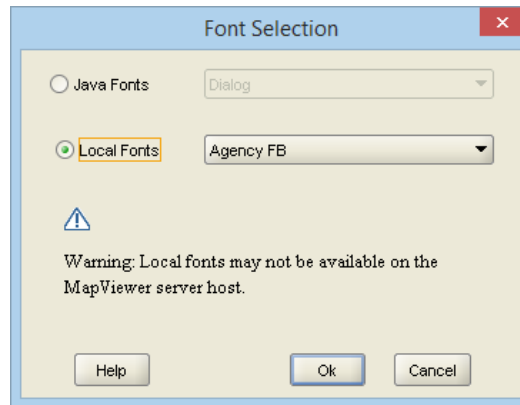 Font Selection
Java Fonts Dialog
Local Fonts Agency FB
Warning: Local fonts may not be available on the
MapViewer server host.
Help Ok Cancel